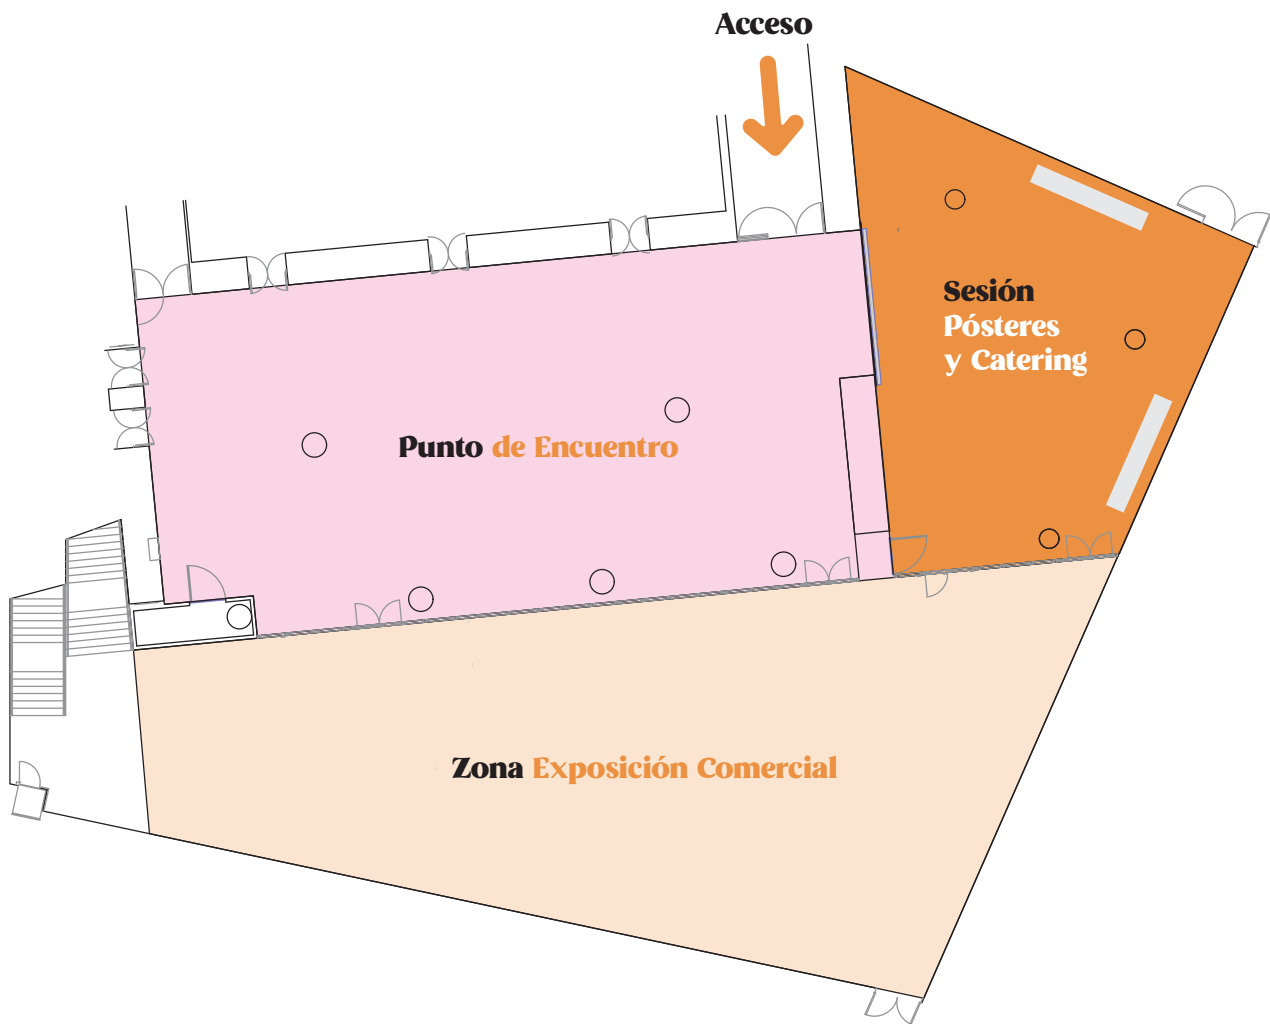 Acceso
Sesión
Pósteres
y Catering
Punto de Encuentro
Zona Exposición Comercial